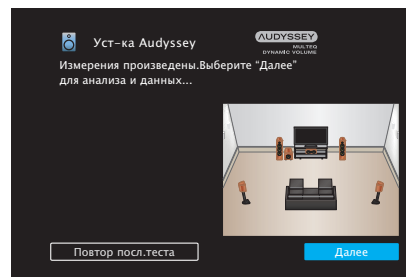 Уст-ка Audyssey
AUDYSSEY
MULTEQ
DYNAMIC VOLUME
Измерения произведены.Выберите “Далее”
для анализа и данных...
Повтор посл.теста
Далее